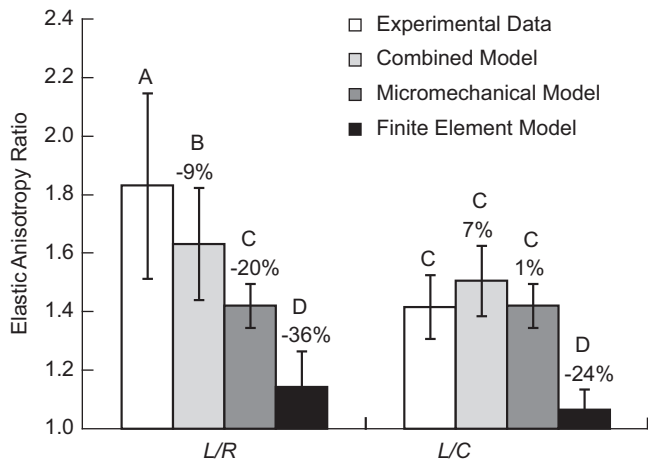 2.4
2.2
2.0
1.8
1.6
1.4
1.2
1.0
Elastic Anisotropy Ratio
Experimental Data
Combined Model
Micromechanical Model
Finite Element Model
A
B
-9%
C
-20%
D
-36%
C
C
7%
C
1%
D
-24%
L/R
L/C